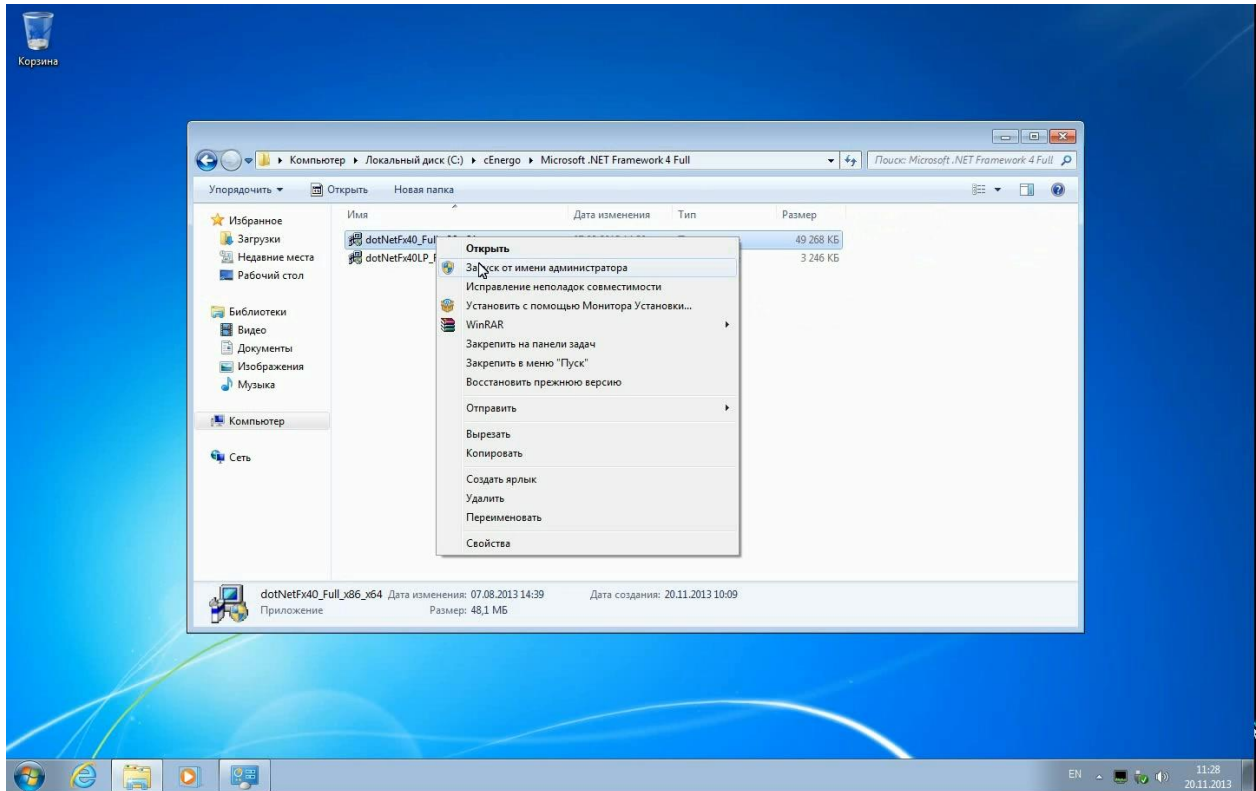 Корзина
Компьютер ▸ Локальный диск (C:) ▸ cEnergo ▸ Microsoft .NET Framework 4 Full
Поиск: Microsoft .NET Framework 4 Full
Упорядочить Открыть Новая папка
Имя Дата изменения Тип Размер
Избранное
Загрузки
Недавние места
Рабочий стол
Библиотеки
Видео
Документы
Изображения
Музыка
Компьютер
Сеть
dotNetFx40_Ful 49 268 КБ
dotNetFx40LP_F 3 246 КБ
Открыть
Запуск от имени администратора
Исправление неполадок совместимости
Установить с помощью Монитора Установки...
WinRAR
Закрепить на панели задач
Закрепить в меню "Пуск"
Восстановить прежнюю версию
Отправить
Вырезать
Копировать
Создать ярлык
Удалить
Переименовать
Свойства
dotNetFx40_Full_x86_x64 Дата изменения: 07.08.2013 14:39 Дата создания: 20.11.2013 10:09
Приложение Размер: 48,1 МБ
EN
11:28
20.11.2013